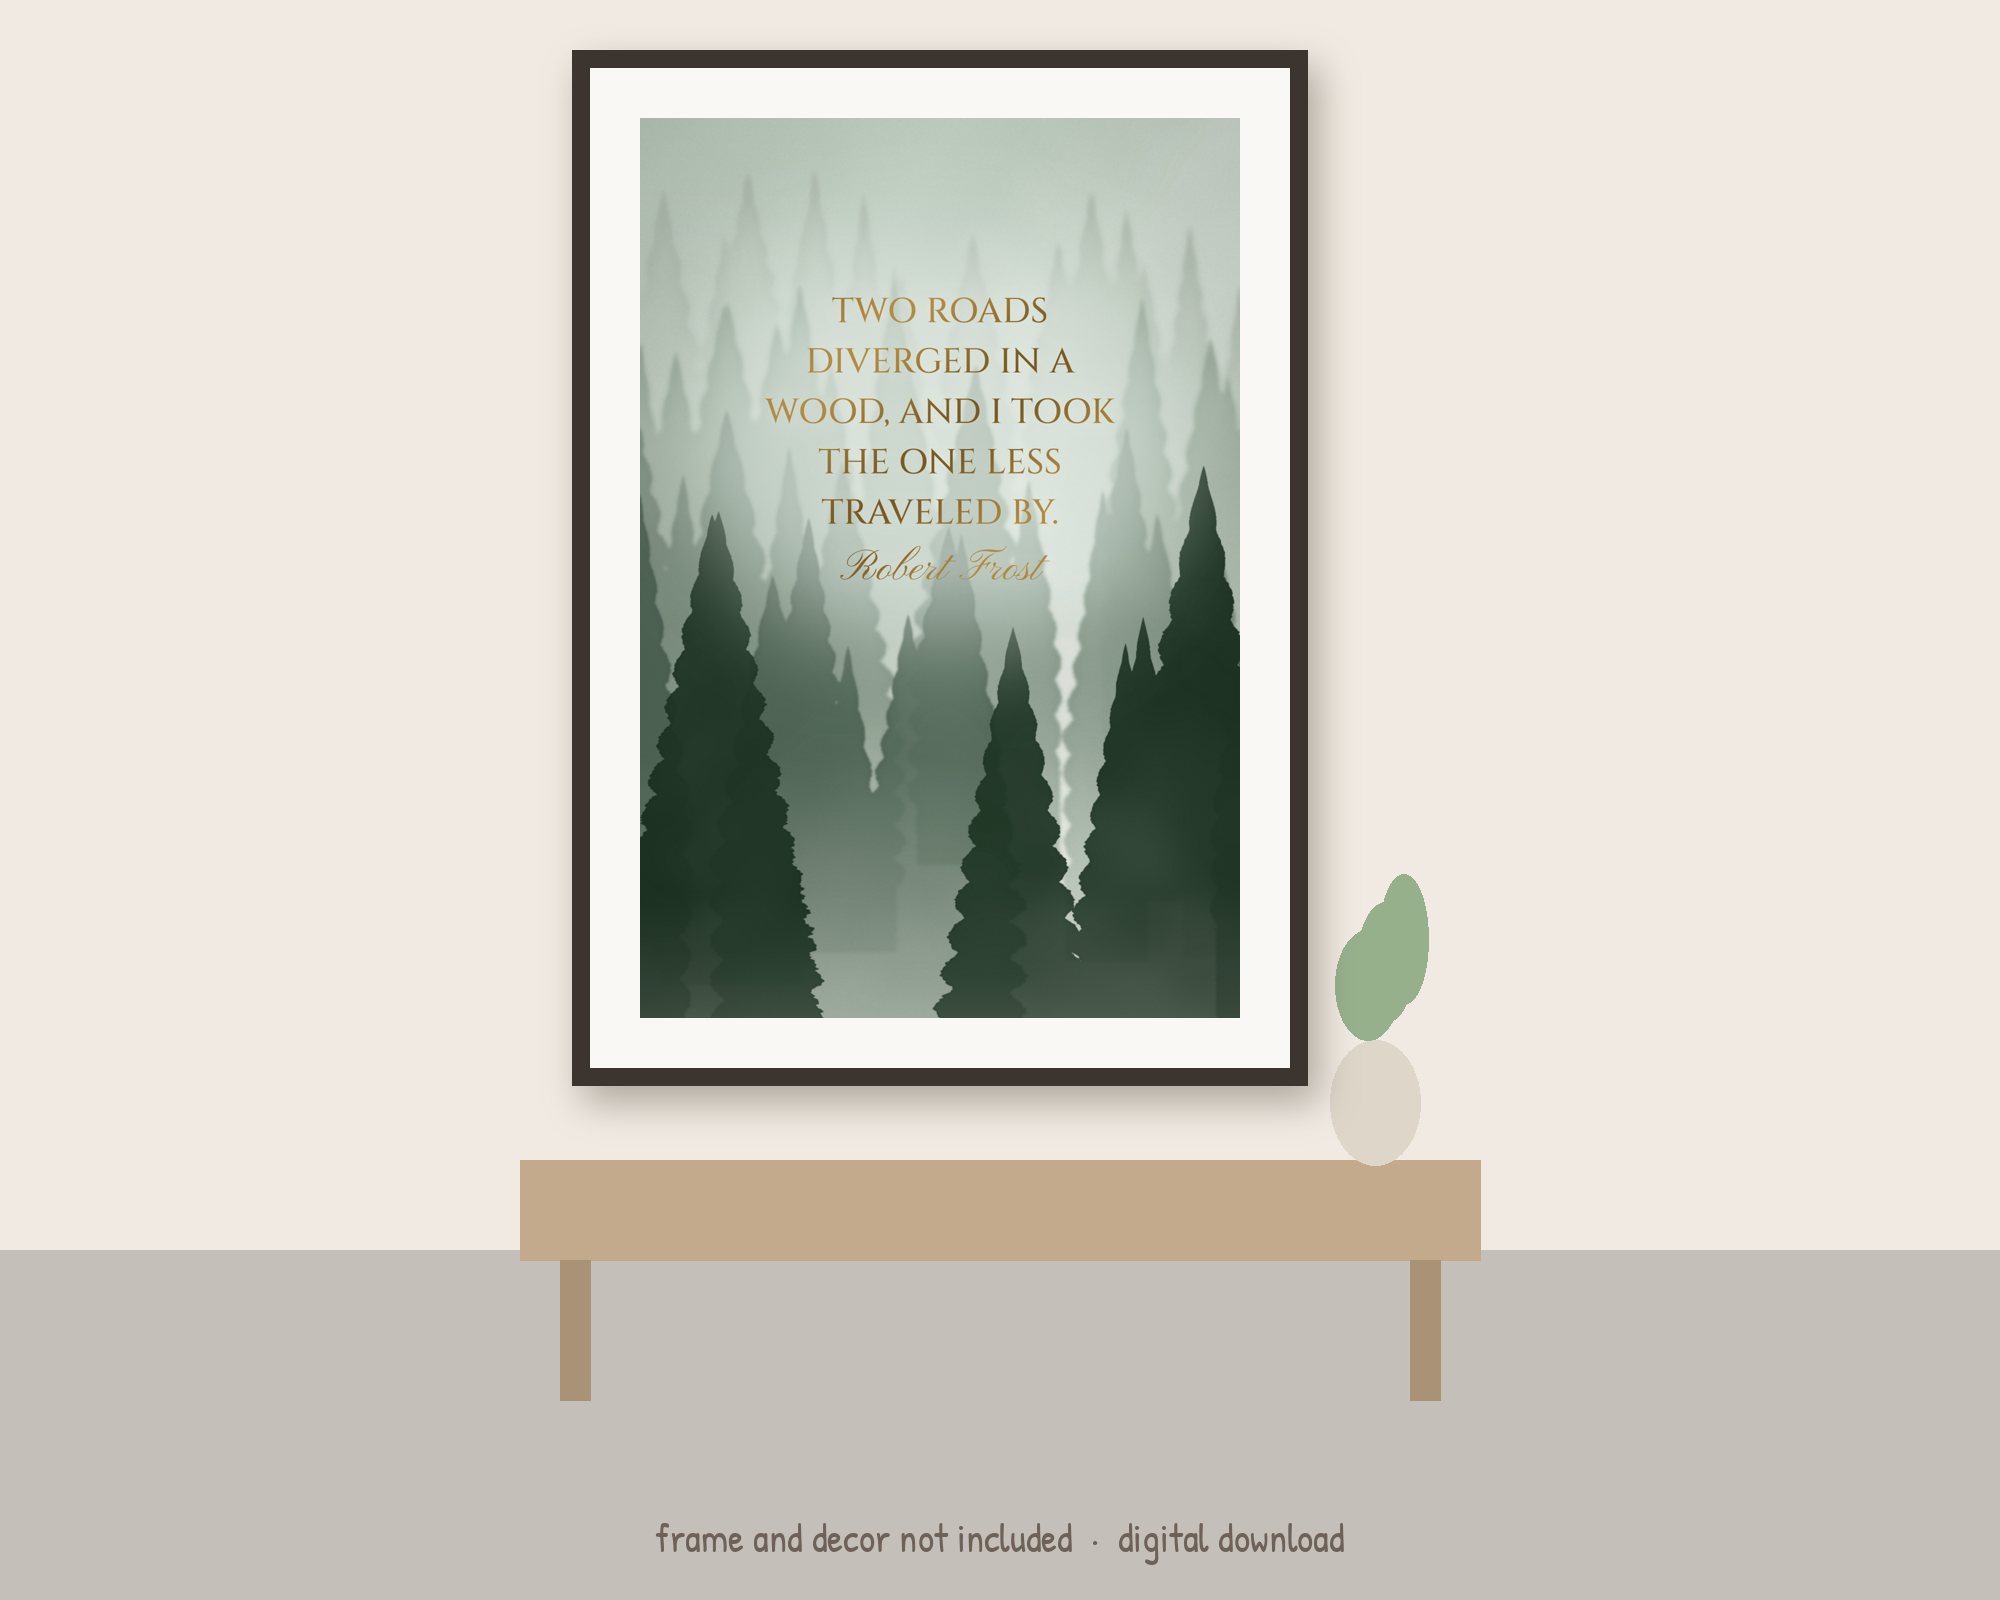 TWO ROADS
DIVERGED IN A
WOOD, AND I TOOK
THE ONE LESS
TRAVELED BY.
Robert Frost
frame and decor not included · digital download